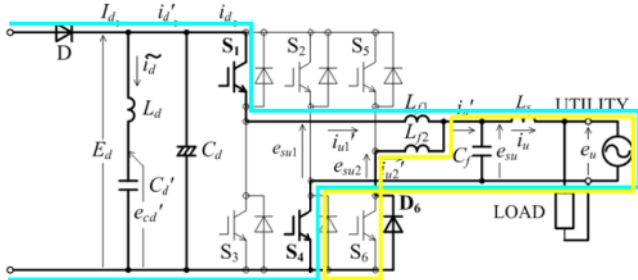 I_d i_d' i_d
D
S₁ S₂ S₅
i_d~
L_d
E_d C_d
C_d'
e_cd'
e_su1 i_u1' e_su2 i_u2'
L_f1
L_f2
i_u' L_s UTILITY
C_f e_su i_u e_u
S₃ S₄ S₆ D₆
LOAD